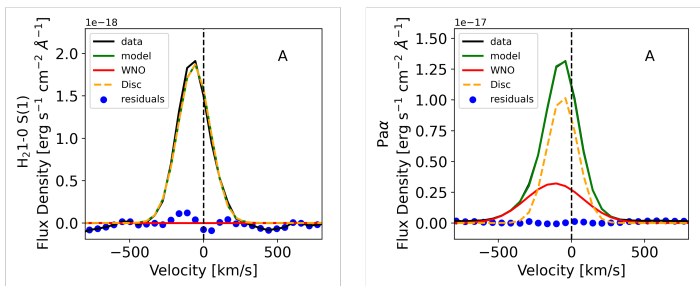 1e−18
H₂1-0 S(1)
Flux Density [erg s⁻¹ cm⁻² Å⁻¹]
2.0
1.5
1.0
0.5
0.0
data
model
WNO
Disc
residuals
A
−500
0
500
Velocity [km/s]
1e−17
Paα
Flux Density [erg s⁻¹ cm⁻² Å⁻¹]
1.50
1.25
1.00
0.75
0.50
0.25
0.00
data
model
WNO
Disc
residuals
A
−500
0
500
Velocity [km/s]